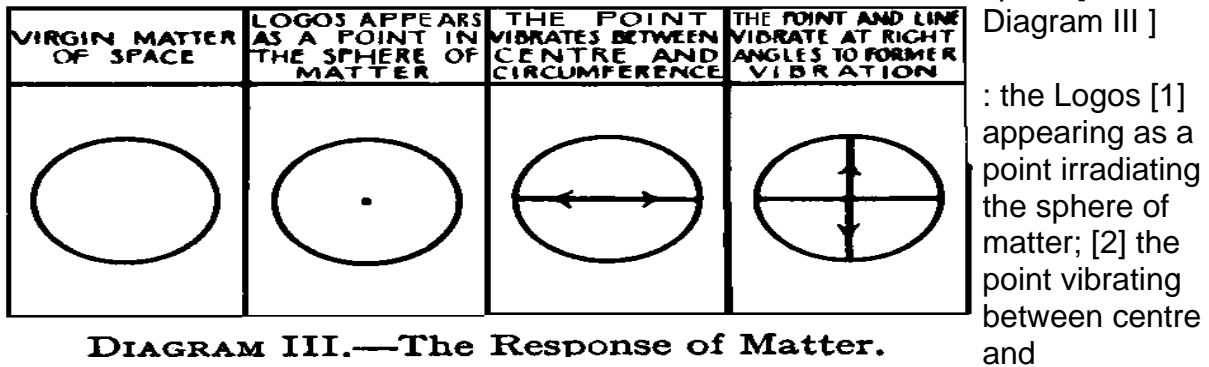 VIRGIN MATTER
OF SPACE
LOGOS APPEARS
AS A POINT IN
THE SPHERE OF
MATTER
THE POINT
VIBRATES BETWEEN
CENTRE AND
CIRCUMFERENCE
THE POINT AND LINE
VIBRATE AT RIGHT
ANGLES TO FORMER
VIBRATION
DIAGRAM III.—The Response of Matter.
Diagram III ]
: the Logos [1]
appearing as a
point irradiating
the sphere of
matter; [2] the
point vibrating
between centre
and